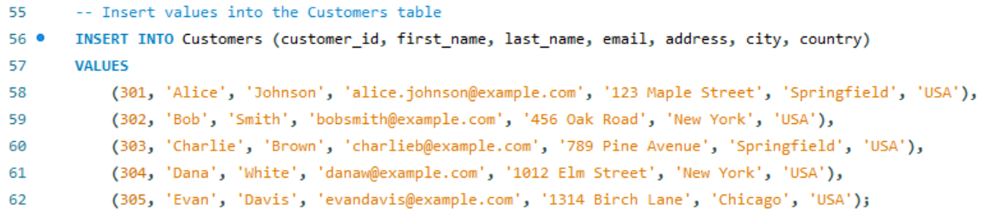 55 -- Insert values into the Customers table
56 INSERT INTO Customers (customer_id, first_name, last_name, email, address, city, country)
57 VALUES
58 (301, 'Alice', 'Johnson', 'alice.johnson@example.com', '123 Maple Street', 'Springfield', 'USA'),
59 (302, 'Bob', 'Smith', 'bobsmith@example.com', '456 Oak Road', 'New York', 'USA'),
60 (303, 'Charlie', 'Brown', 'charlieb@example.com', '789 Pine Avenue', 'Springfield', 'USA'),
61 (304, 'Dana', 'White', 'danaw@example.com', '1012 Elm Street', 'New York', 'USA'),
62 (305, 'Evan', 'Davis', 'evandavis@example.com', '1314 Birch Lane', 'Chicago', 'USA');